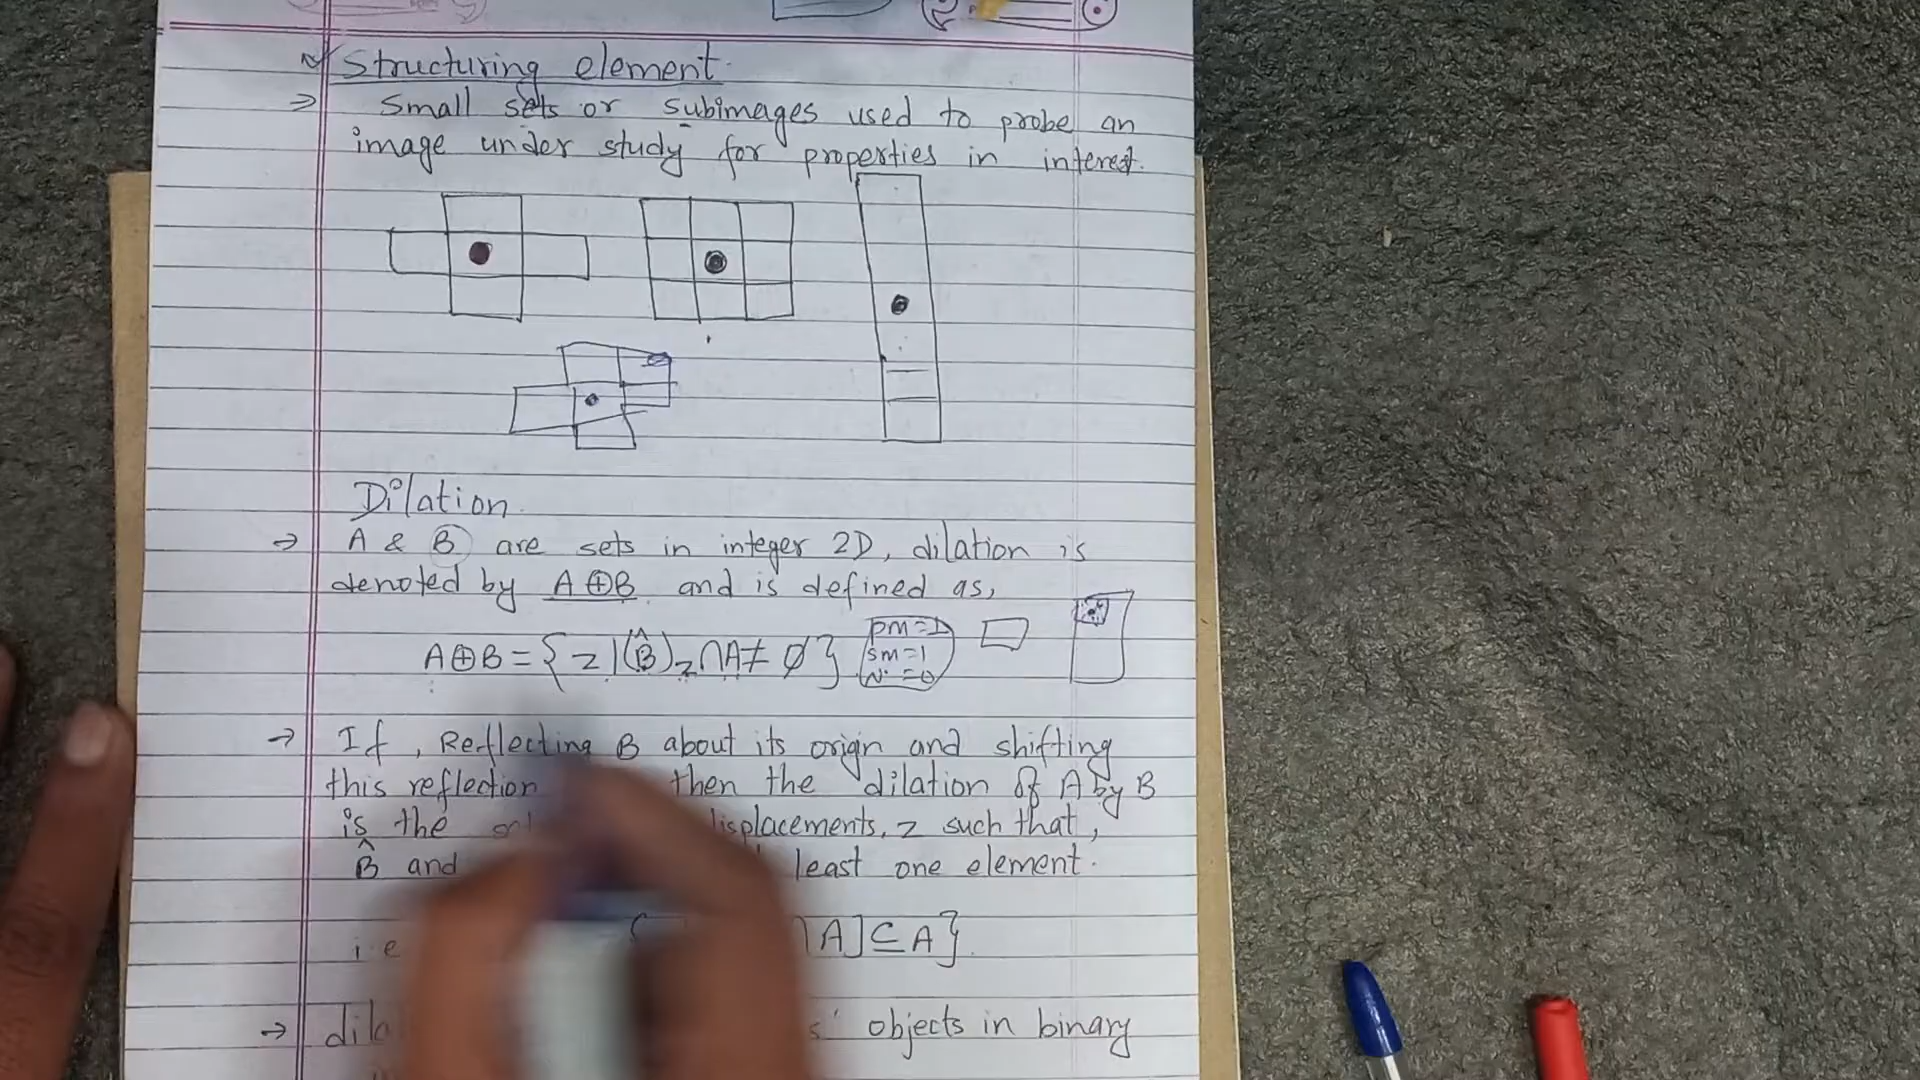 Structuring element.
⇒ Small sets or subimages used to probe an
image under study for properties in interest.
Dilation.
→ A & B are sets in integer 2D, dilation is
denoted by A⊕B and is defined as,
A⊕B = {z | (B̂)z ∩ A ≠ ∅}
pm=1
sm=1
N·=0
→ If, Reflecting B about its origin and shifting
this reflection then the dilation of A by B
is the displacements, z such that,
B̂ and least one element.
i.e { A] ⊆ A}.
→ objects in binary